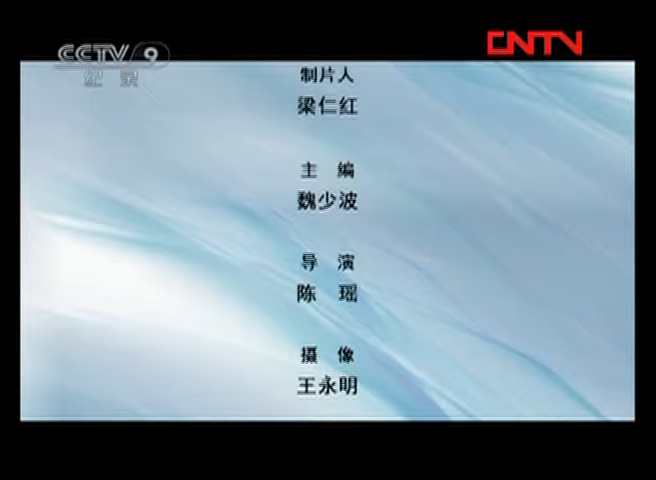 CCTV 9
纪录
CNTV
制片人
梁仁红
主 编
魏少波
导 演
陈 瑶
摄 像
王永明